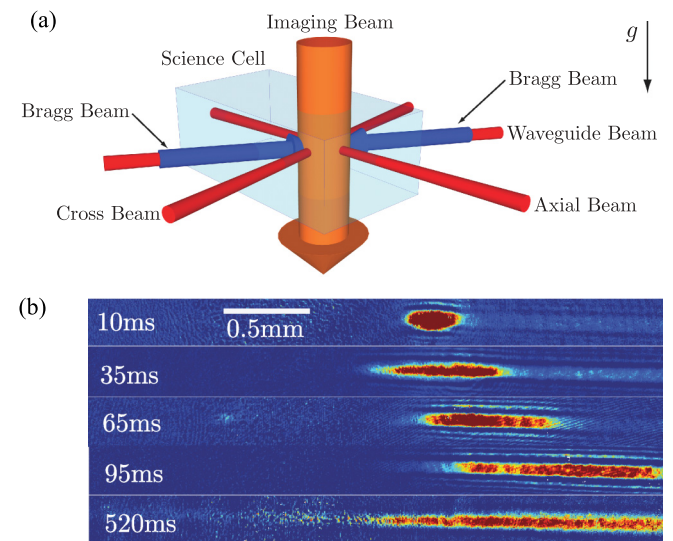 (a)
Imaging Beam
g
Science Cell
Bragg Beam
Bragg Beam
Waveguide Beam
Cross Beam
Axial Beam
(b)
10ms
0.5mm
35ms
65ms
95ms
520ms